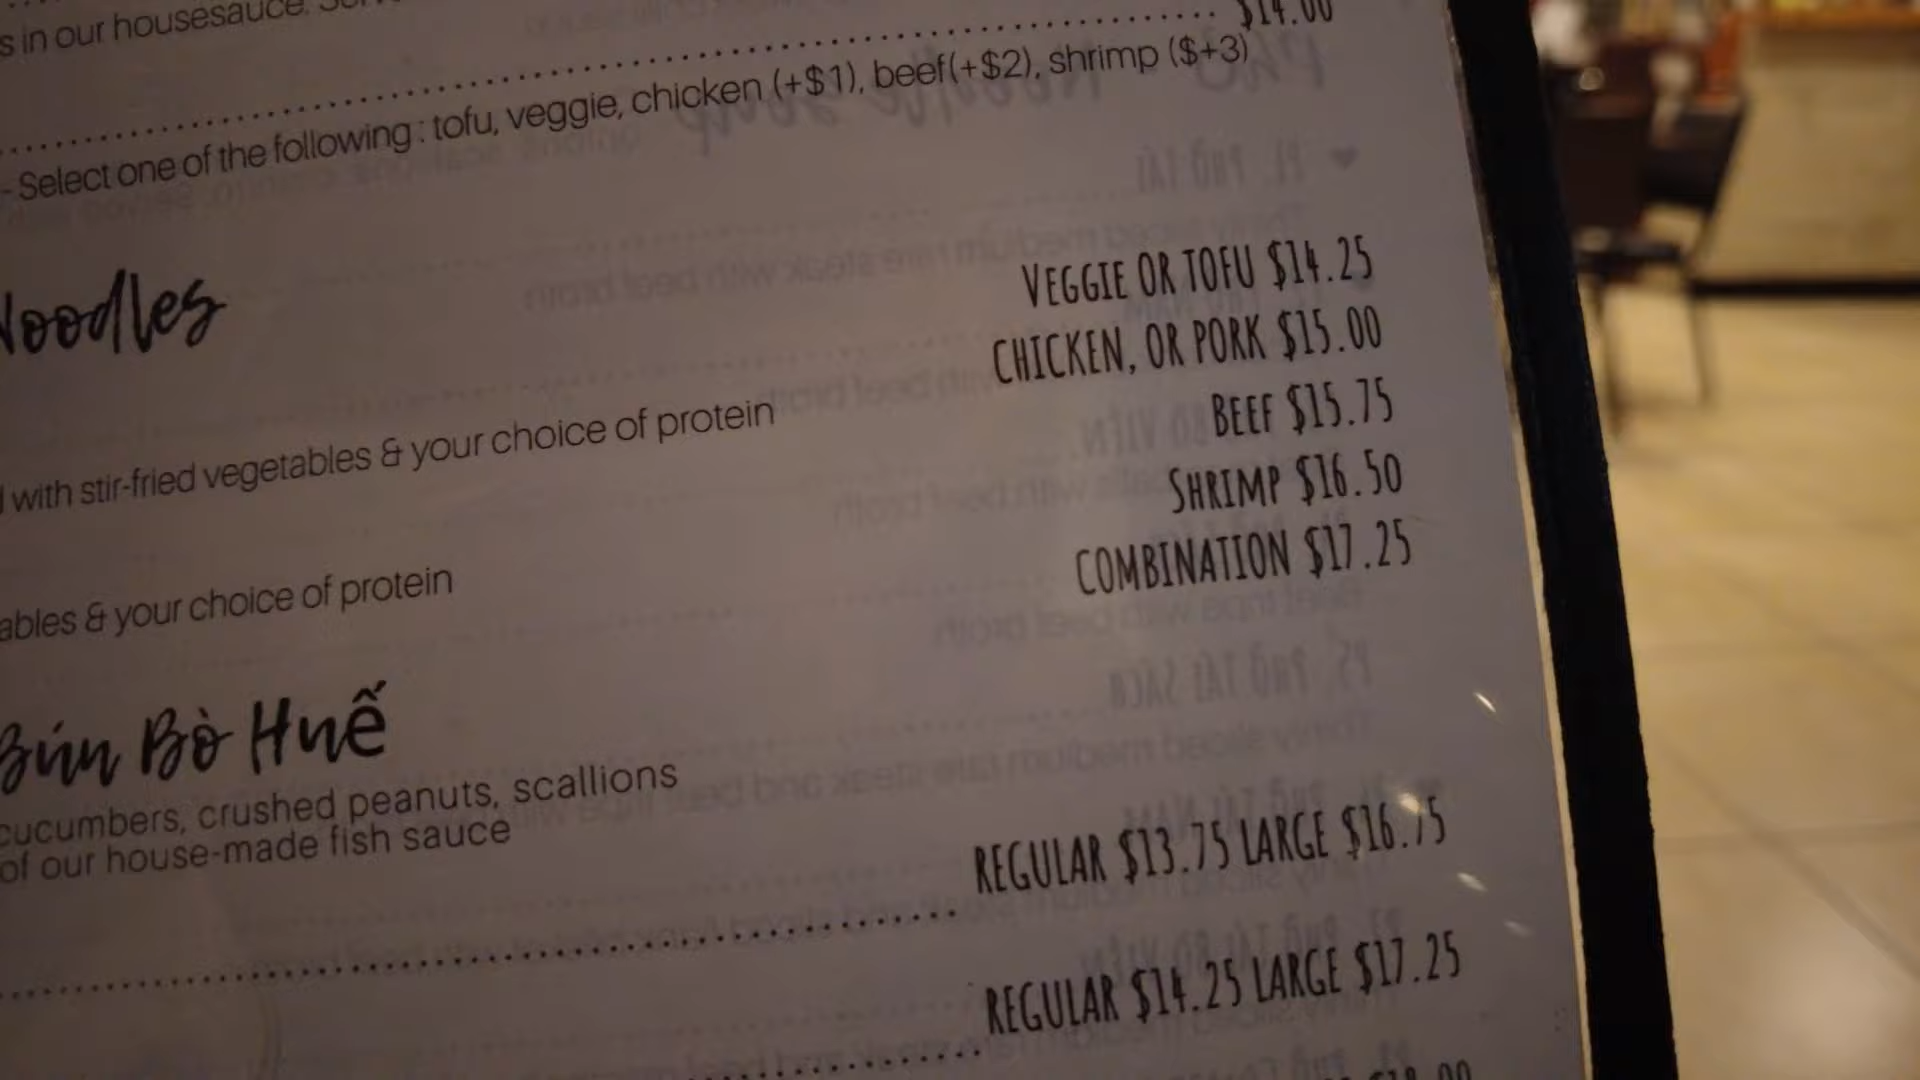 s in our housesauce.
$14.00
- Select one of the following : tofu, veggie, chicken (+$1), beef(+$2), shrimp ($+3)
Noodles
VEGGIE OR TOFU $14.25
CHICKEN, OR PORK $15.00
BEEF $15.75
SHRIMP $16.50
COMBINATION $17.25
with stir-fried vegetables & your choice of protein
ables & your choice of protein
Bún Bò Huế
cucumbers, crushed peanuts, scallions
of our house-made fish sauce
REGULAR $13.75 LARGE $16.75
REGULAR $14.25 LARGE $17.25